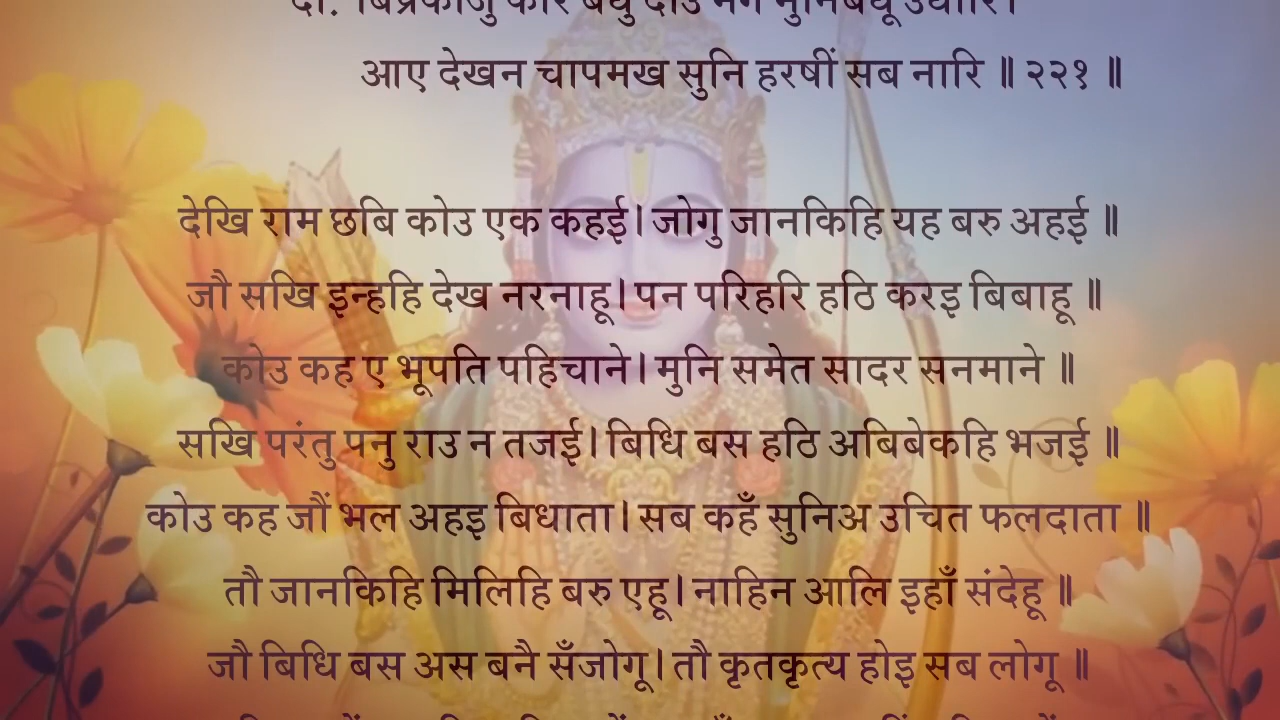 आए देखन चापमख सुनि हरषीं सब नारि ॥ २२१ ॥
देखि राम छबि कोउ एक कहई। जोगु जानकिहि यह बरु अहई ॥
जौ सखि इन्हहि देख नरनाहू। पन परिहरि हठि करइ बिबाहू ॥
कोउ कह ए भूपति पहिचाने। मुनि समेत सादर सनमाने ॥
सखि परंतु पनु राउ न तजई। बिधि बस हठि अबिबेकहि भजई ॥
कोउ कह जौं भल अहइ बिधाता। सब कहँ सुनिअ उचित फलदाता ॥
तौ जानकिहि मिलिहि बरु एहू। नाहिन आलि इहाँ संदेहू ॥
जौ बिधि बस अस बनै सँजोगू। तौ कृतकृत्य होइ सब लोगू ॥